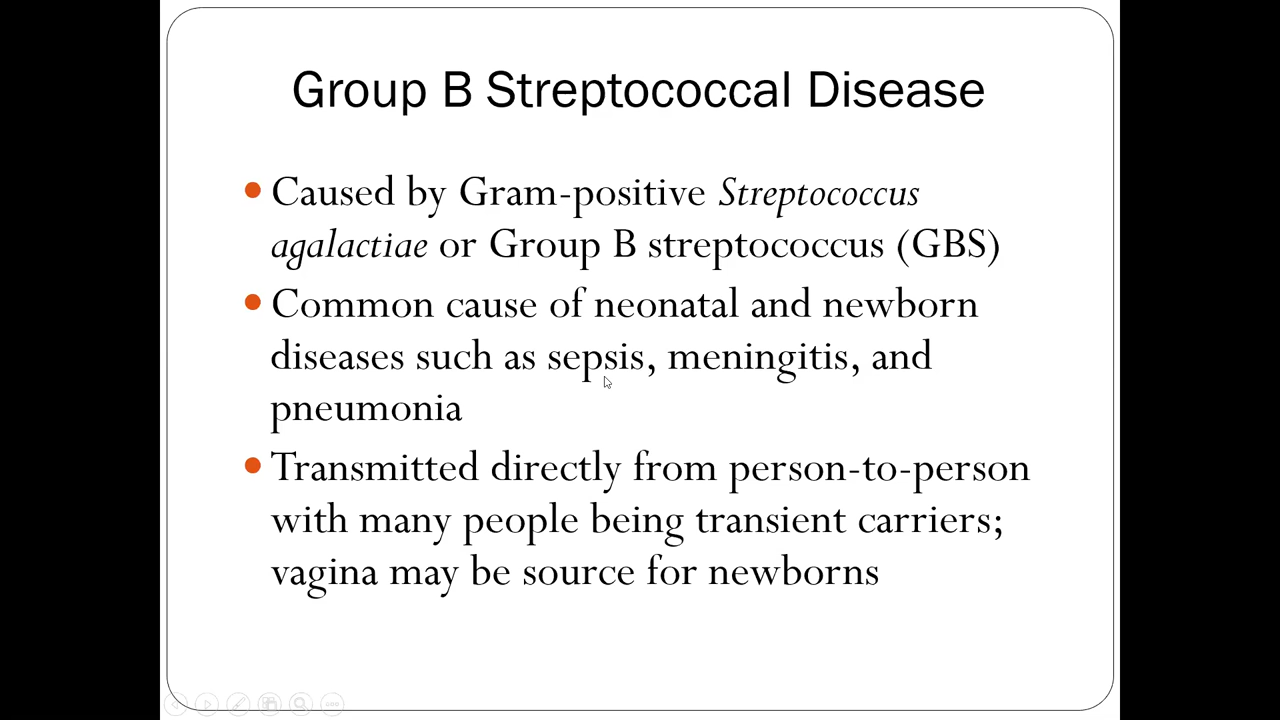 Group B Streptococcal Disease
Caused by Gram-positive Streptococcus
agalactiae or Group B streptococcus (GBS)
Common cause of neonatal and newborn
diseases such as sepsis, meningitis, and
pneumonia
Transmitted directly from person-to-person
with many people being transient carriers;
vagina may be source for newborns